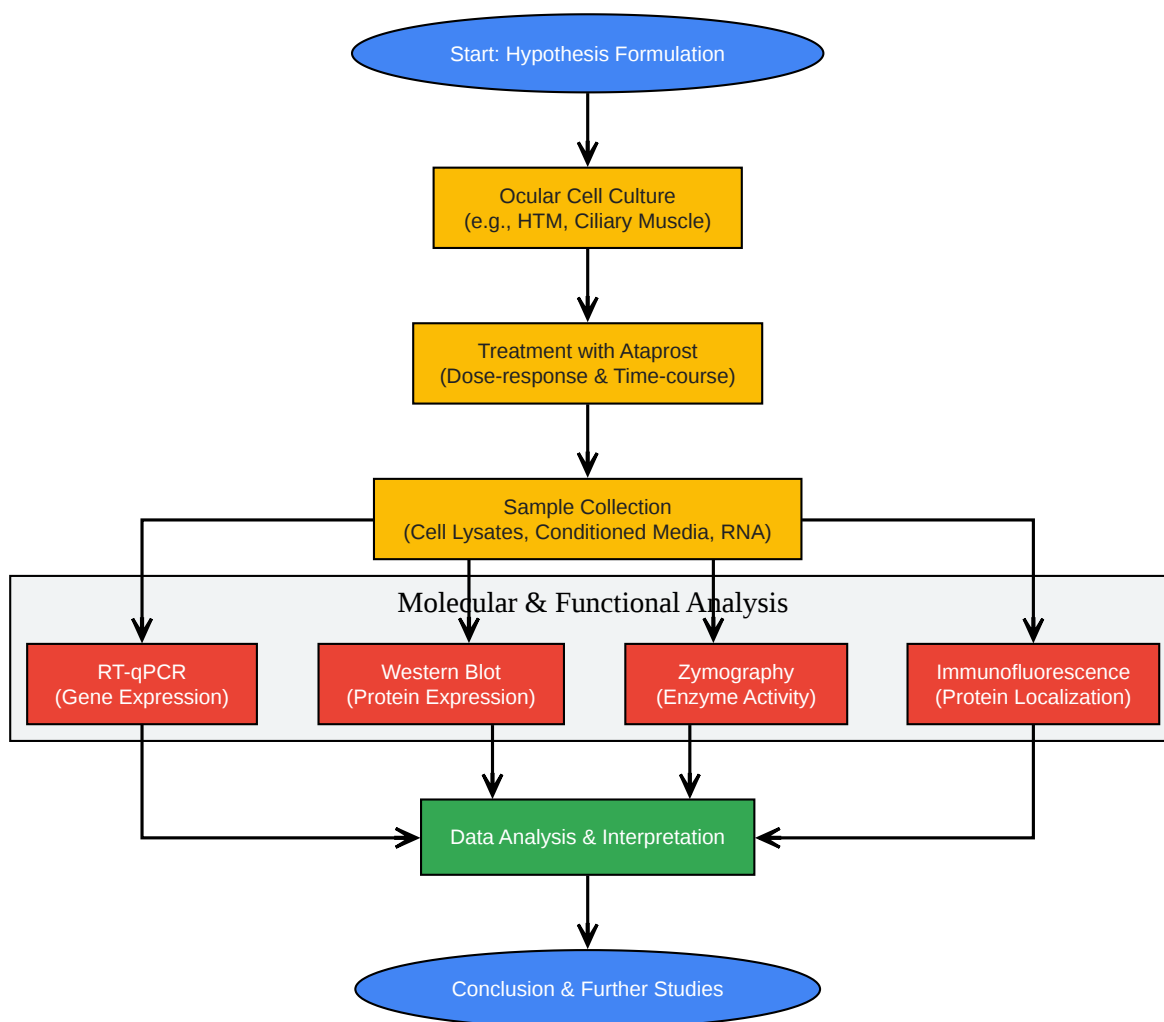 Start: Hypothesis Formulation
Ocular Cell Culture
(e.g., HTM, Ciliary Muscle)
Treatment with Ataprost
(Dose-response & Time-course)
Sample Collection
(Cell Lysates, Conditioned Media, RNA)
Molecular & Functional Analysis
RT-qPCR
(Gene Expression)
Western Blot
(Protein Expression)
Zymography
(Enzyme Activity)
Immunofluorescence
(Protein Localization)
Data Analysis & Interpretation
Conclusion & Further Studies